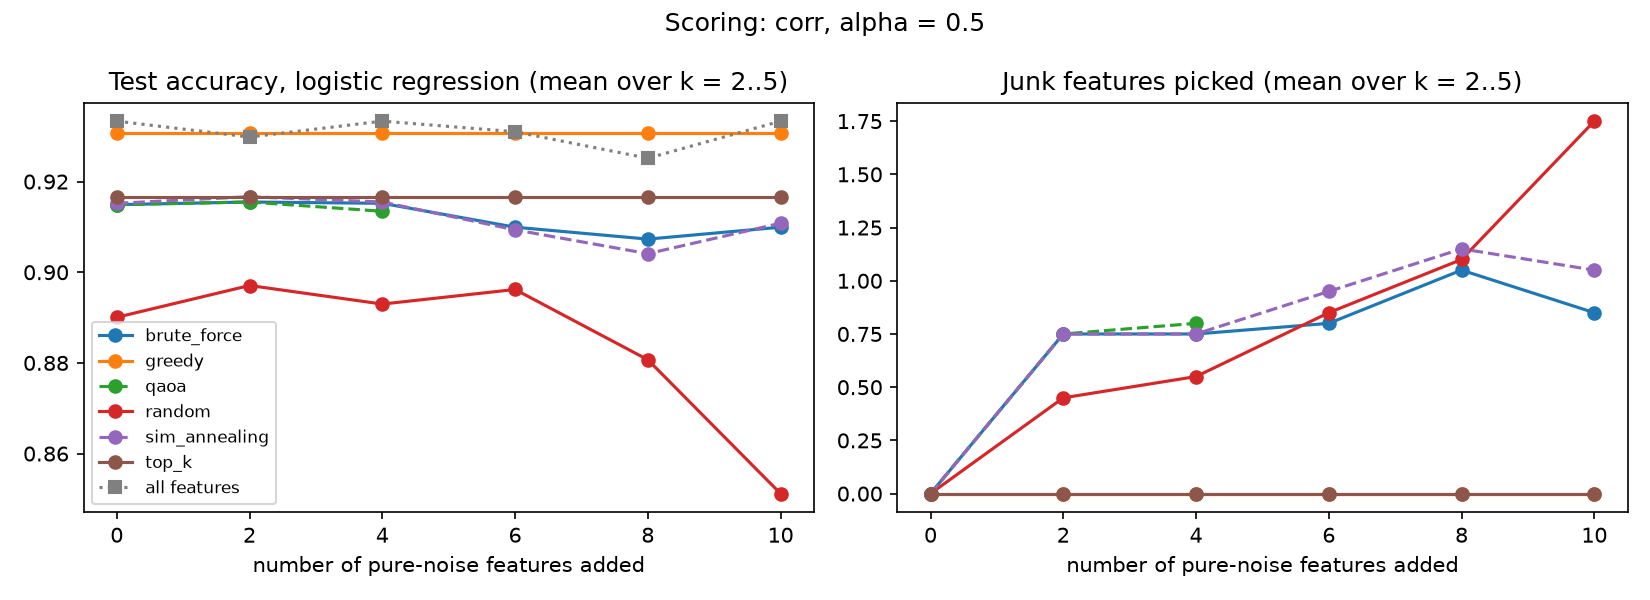 Scoring: corr, alpha = 0.5
Test accuracy, logistic regression (mean over k = 2..5)
0.92
0.90
0.88
0.86
brute_force
greedy
qaoa
random
sim_annealing
top_k
all features
0 2 4 6 8 10
number of pure-noise features added
Junk features picked (mean over k = 2..5)
1.75
1.50
1.25
1.00
0.75
0.50
0.25
0.00
0 2 4 6 8 10
number of pure-noise features added